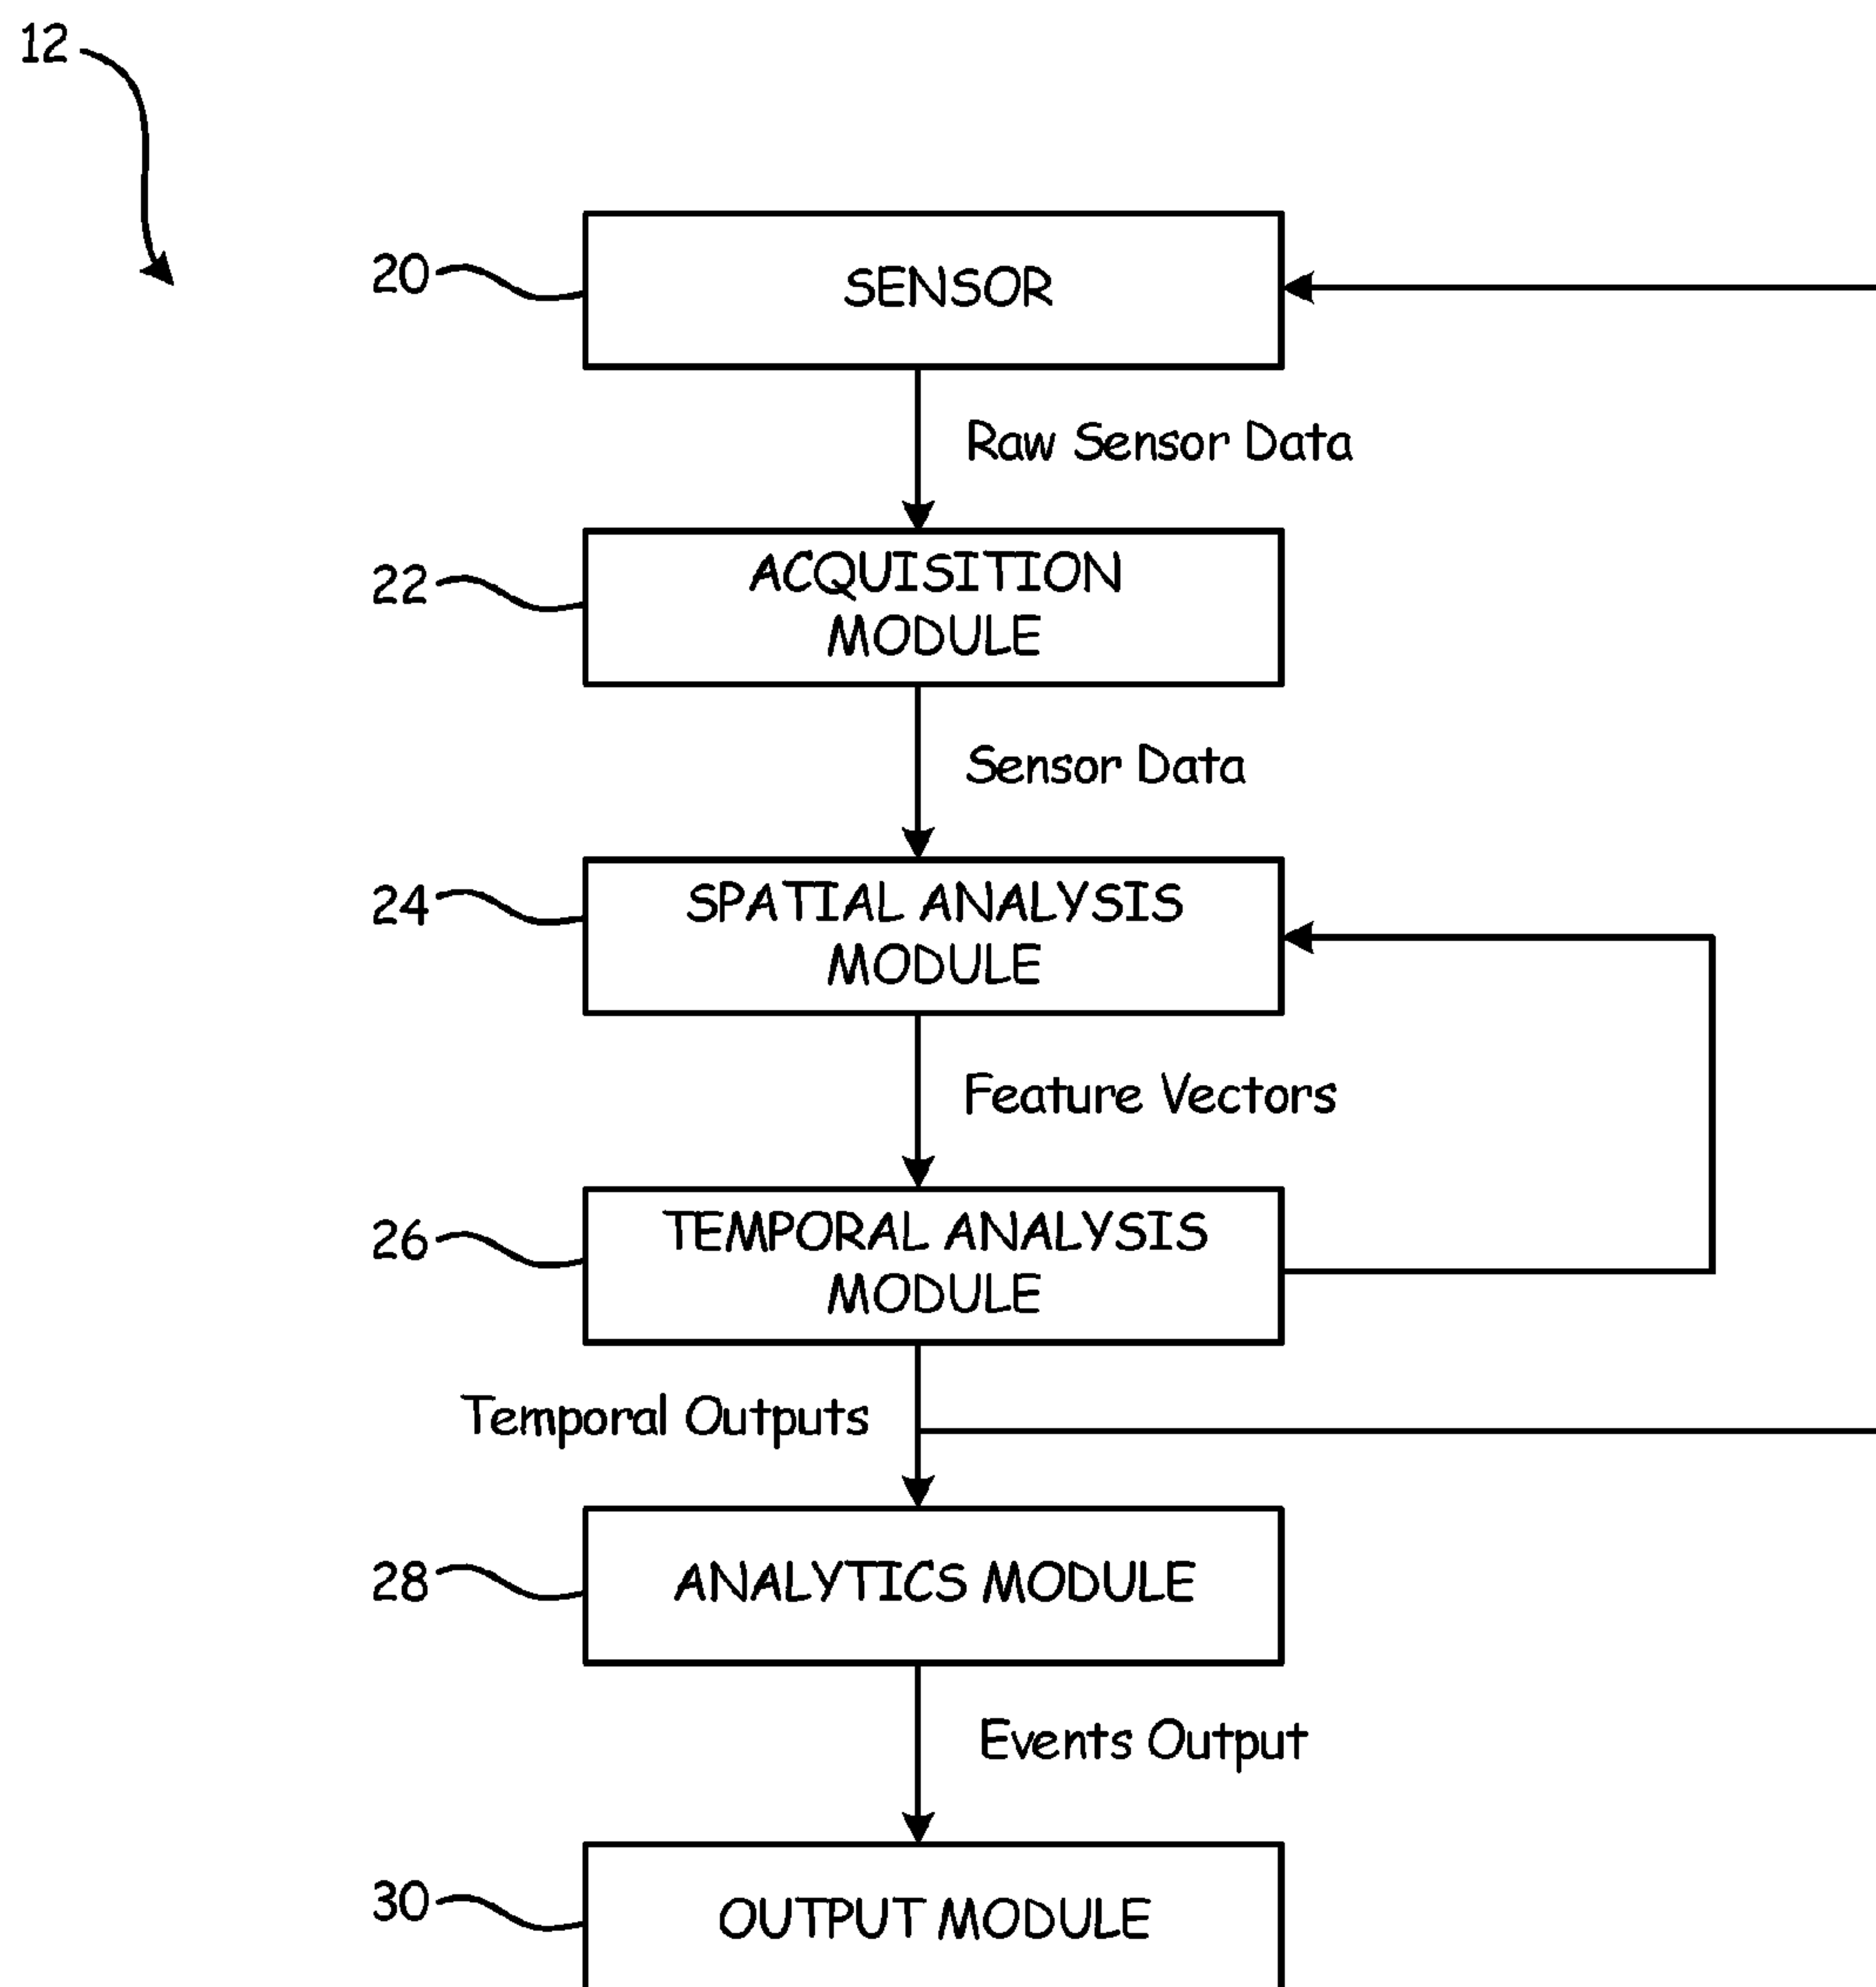 12
20
SENSOR
Raw Sensor Data
22
ACQUISITION
MODULE
Sensor Data
24
SPATIAL ANALYSIS
MODULE
Feature Vectors
26
TEMPORAL ANALYSIS
MODULE
Temporal Outputs
28
ANALYTICS MODULE
Events Output
30
OUTPUT MODULE